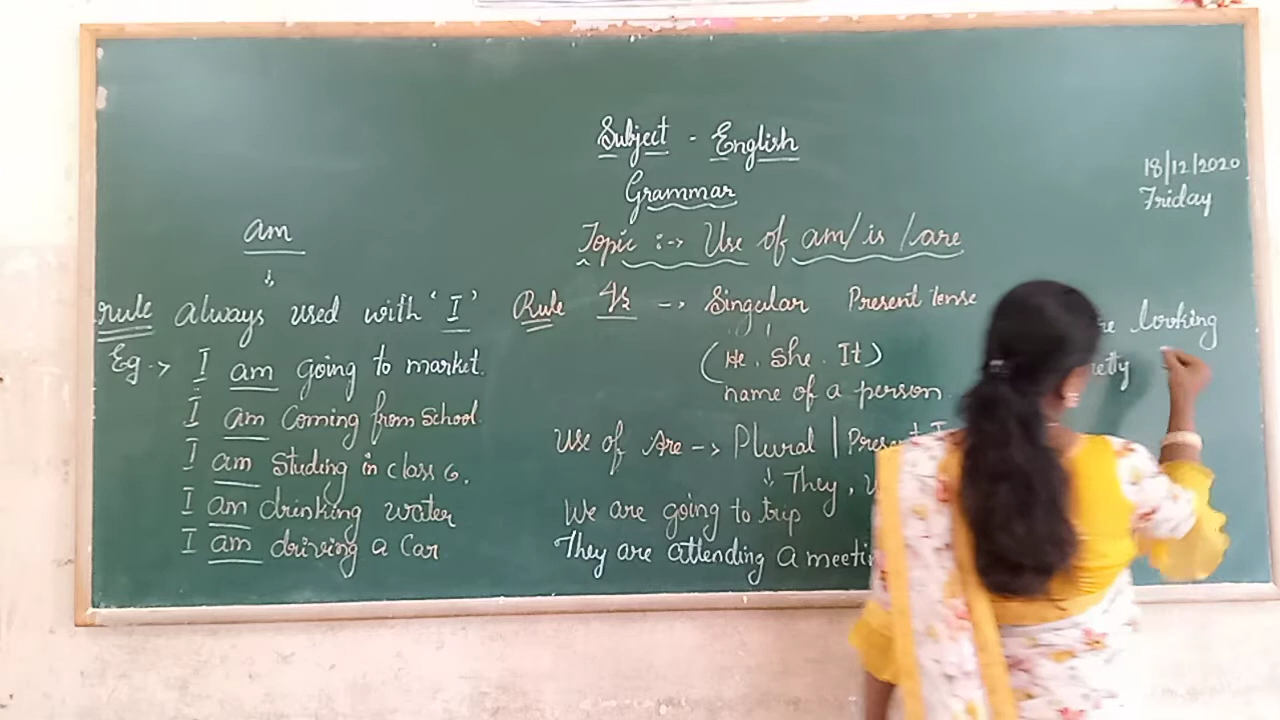 Subject - English
Grammar
18/12/2020
Friday
Topic :-> Use of am/is/are
am
rule always used with 'I'
Eg -> I am going to market.
I am coming from School.
I am studing in class 6.
I am drinking water
I am driving a Car
Rule Is -> Singular Present tense
(He. She. It)
name of a person
Use of Are -> Plural | Present
They,
We are going to trip
They are attending a
looking